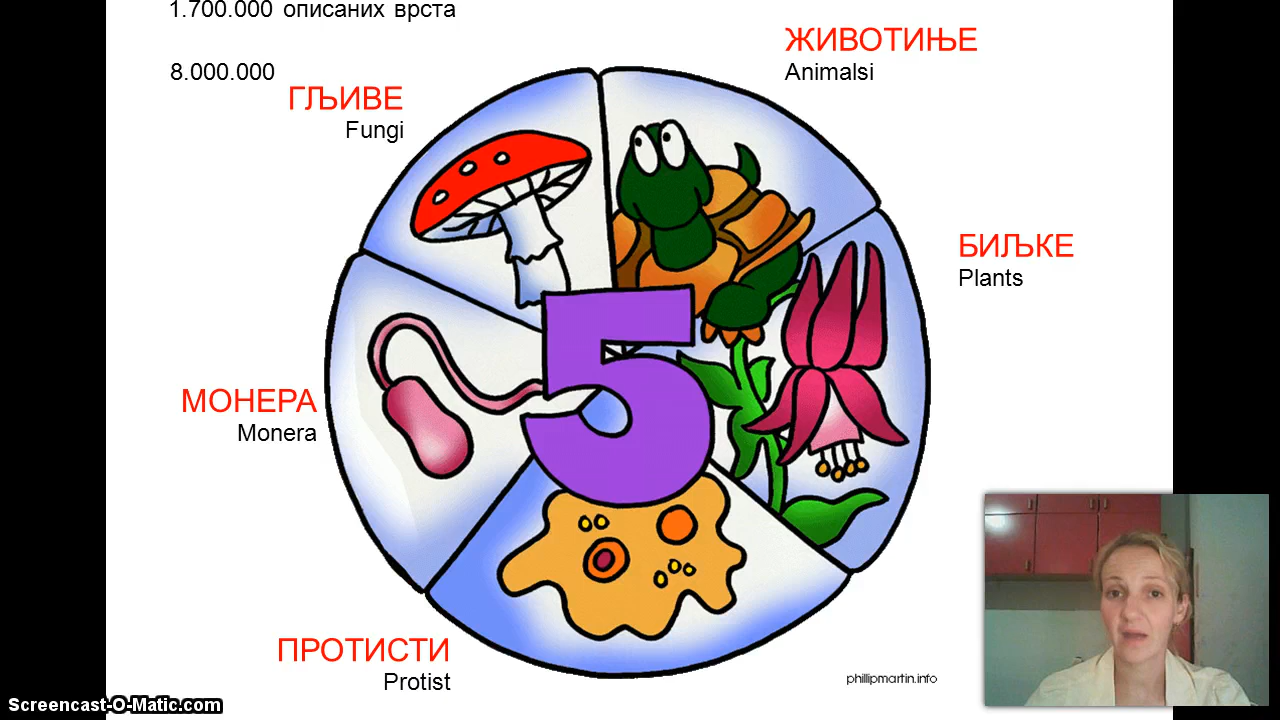 1.700.000 описаних врста
8.000.000
ЖИВОТИЊЕ
Animalsi
ГЉИВЕ
Fungi
БИЉКЕ
Plants
5
МОНЕРА
Monera
ПРОТИСТИ
Protist
phillipmartin.info
Screencast-O-Matic.com